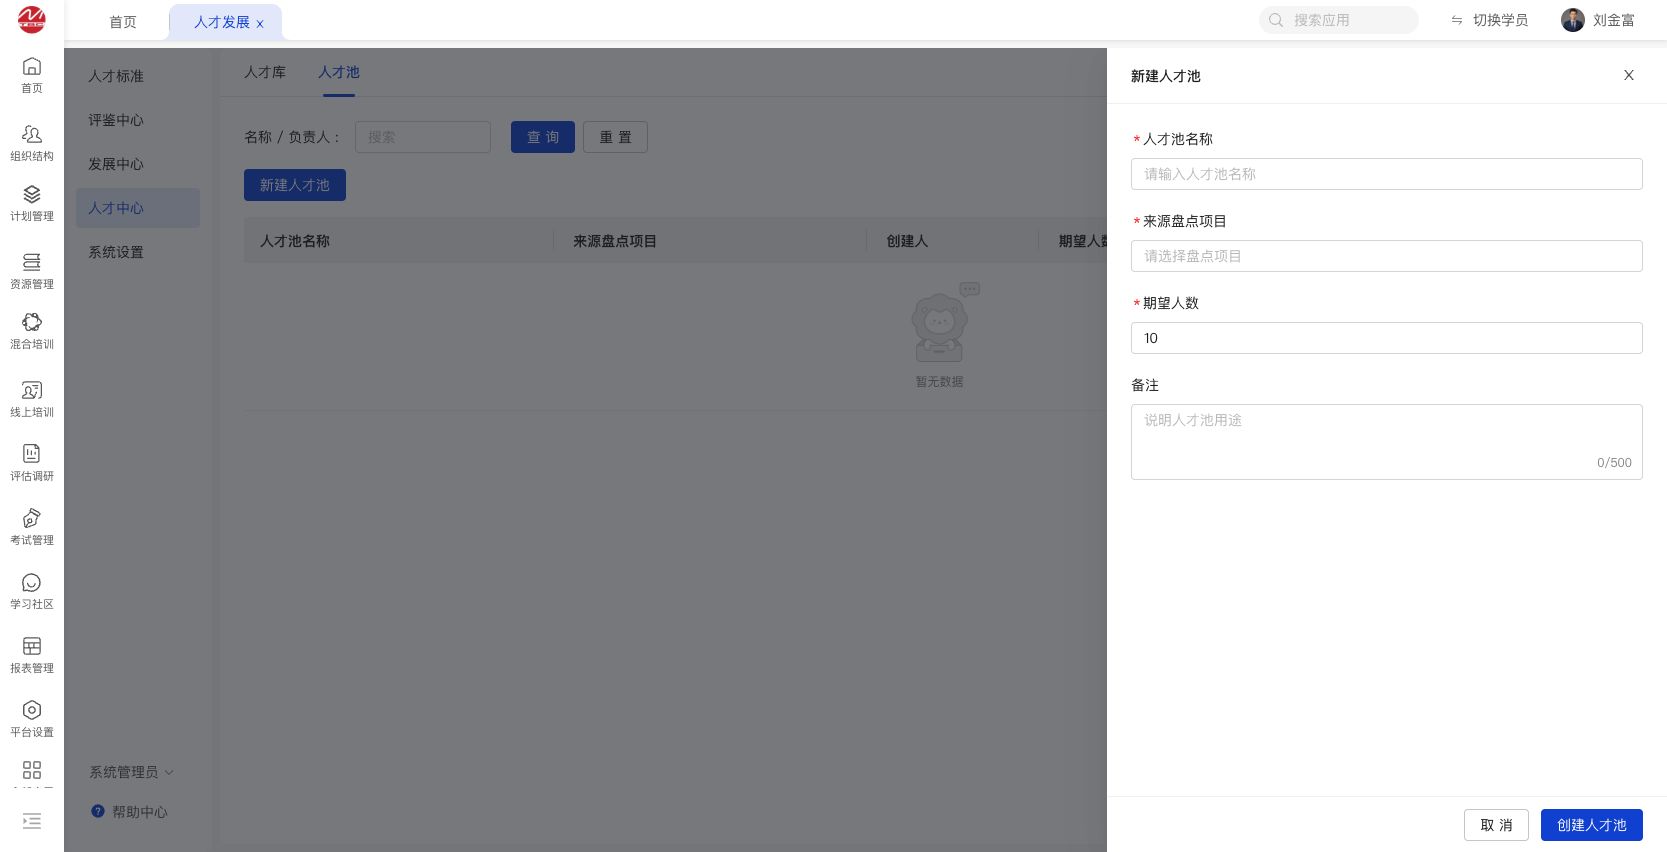 首页
人才发展 x
搜索应用
切换学员
刘金富
首页
组织结构
计划管理
资源管理
混合培训
线上培训
评估调研
考试管理
学习社区
报表管理
平台设置
人才标准
评鉴中心
发展中心
人才中心
系统设置
系统管理员
帮助中心
人才库
人才池
名称 / 负责人：
搜索
查 询
重 置
新建人才池
人才池名称
来源盘点项目
创建人
期望人数
暂无数据
新建人才池
X
* 人才池名称
请输入人才池名称
* 来源盘点项目
请选择盘点项目
* 期望人数
10
备注
说明人才池用途
0/500
取 消
创建人才池